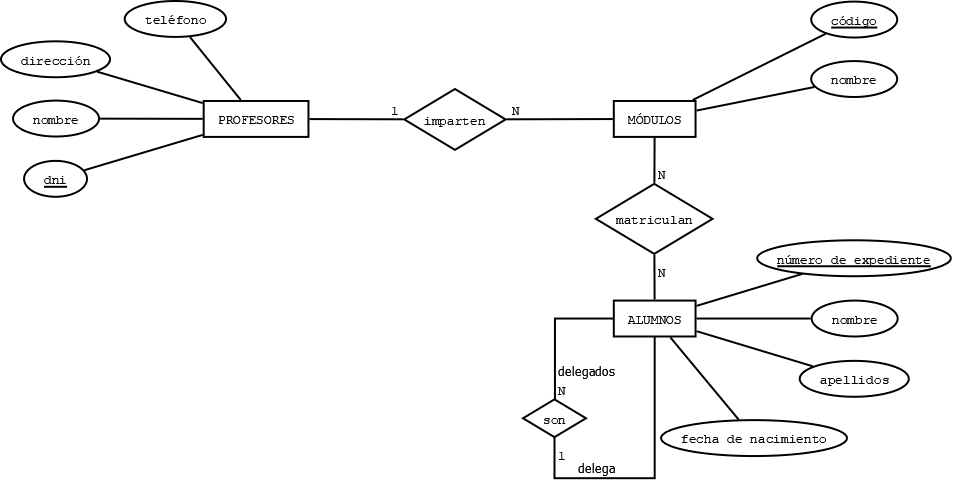 teléfono
código
dirección
nombre
nombre
PROFESORES
1
imparten
N
MÓDULOS
dni
N
matriculan
número de expediente
N
nombre
ALUMNOS
delegados
apellidos
N
son
fecha de nacimiento
1
delega